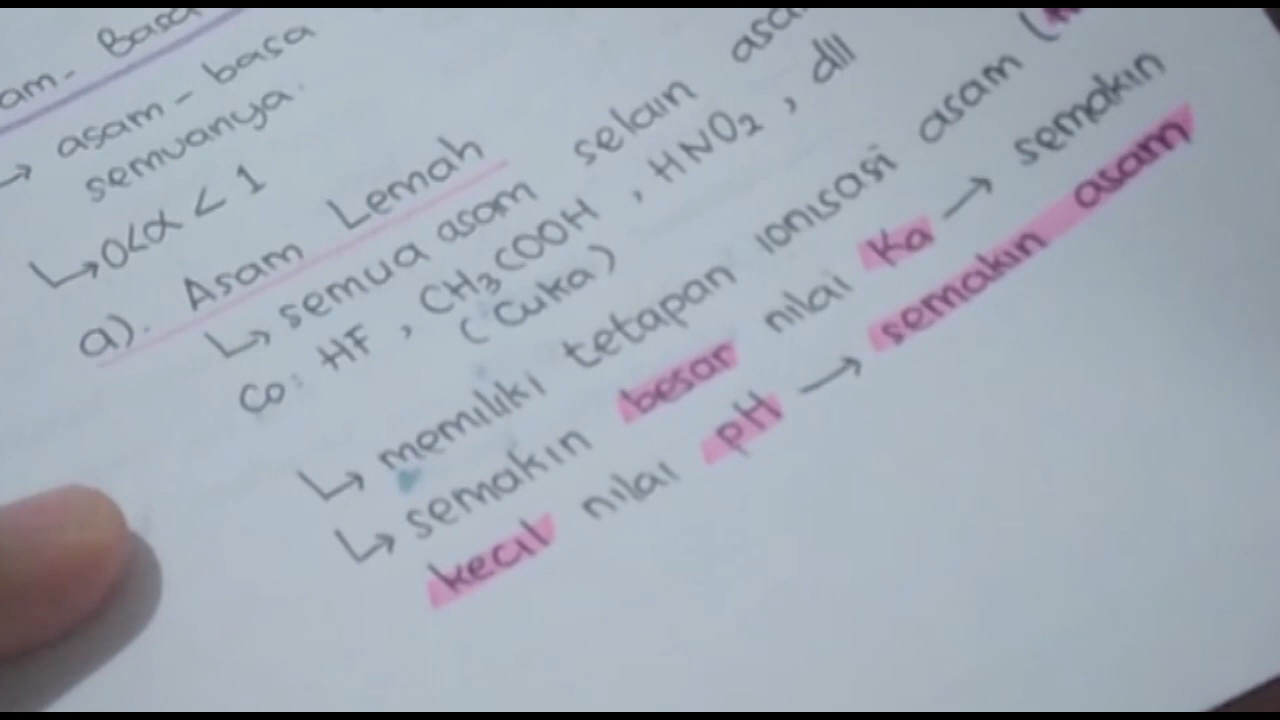 am - Basa
→ asam - basa
semuanya.
↳ 0<α < 1
a). Asam Lemah
↳ semua asam selain
Co: HF , CH₃COOH , HNO₂ , dll
(Cuka)
↳ memiliki tetapan ionisasi asam (
↳ semakin besar nilai Ka → semakin
kecil nilai pH → semakin asam